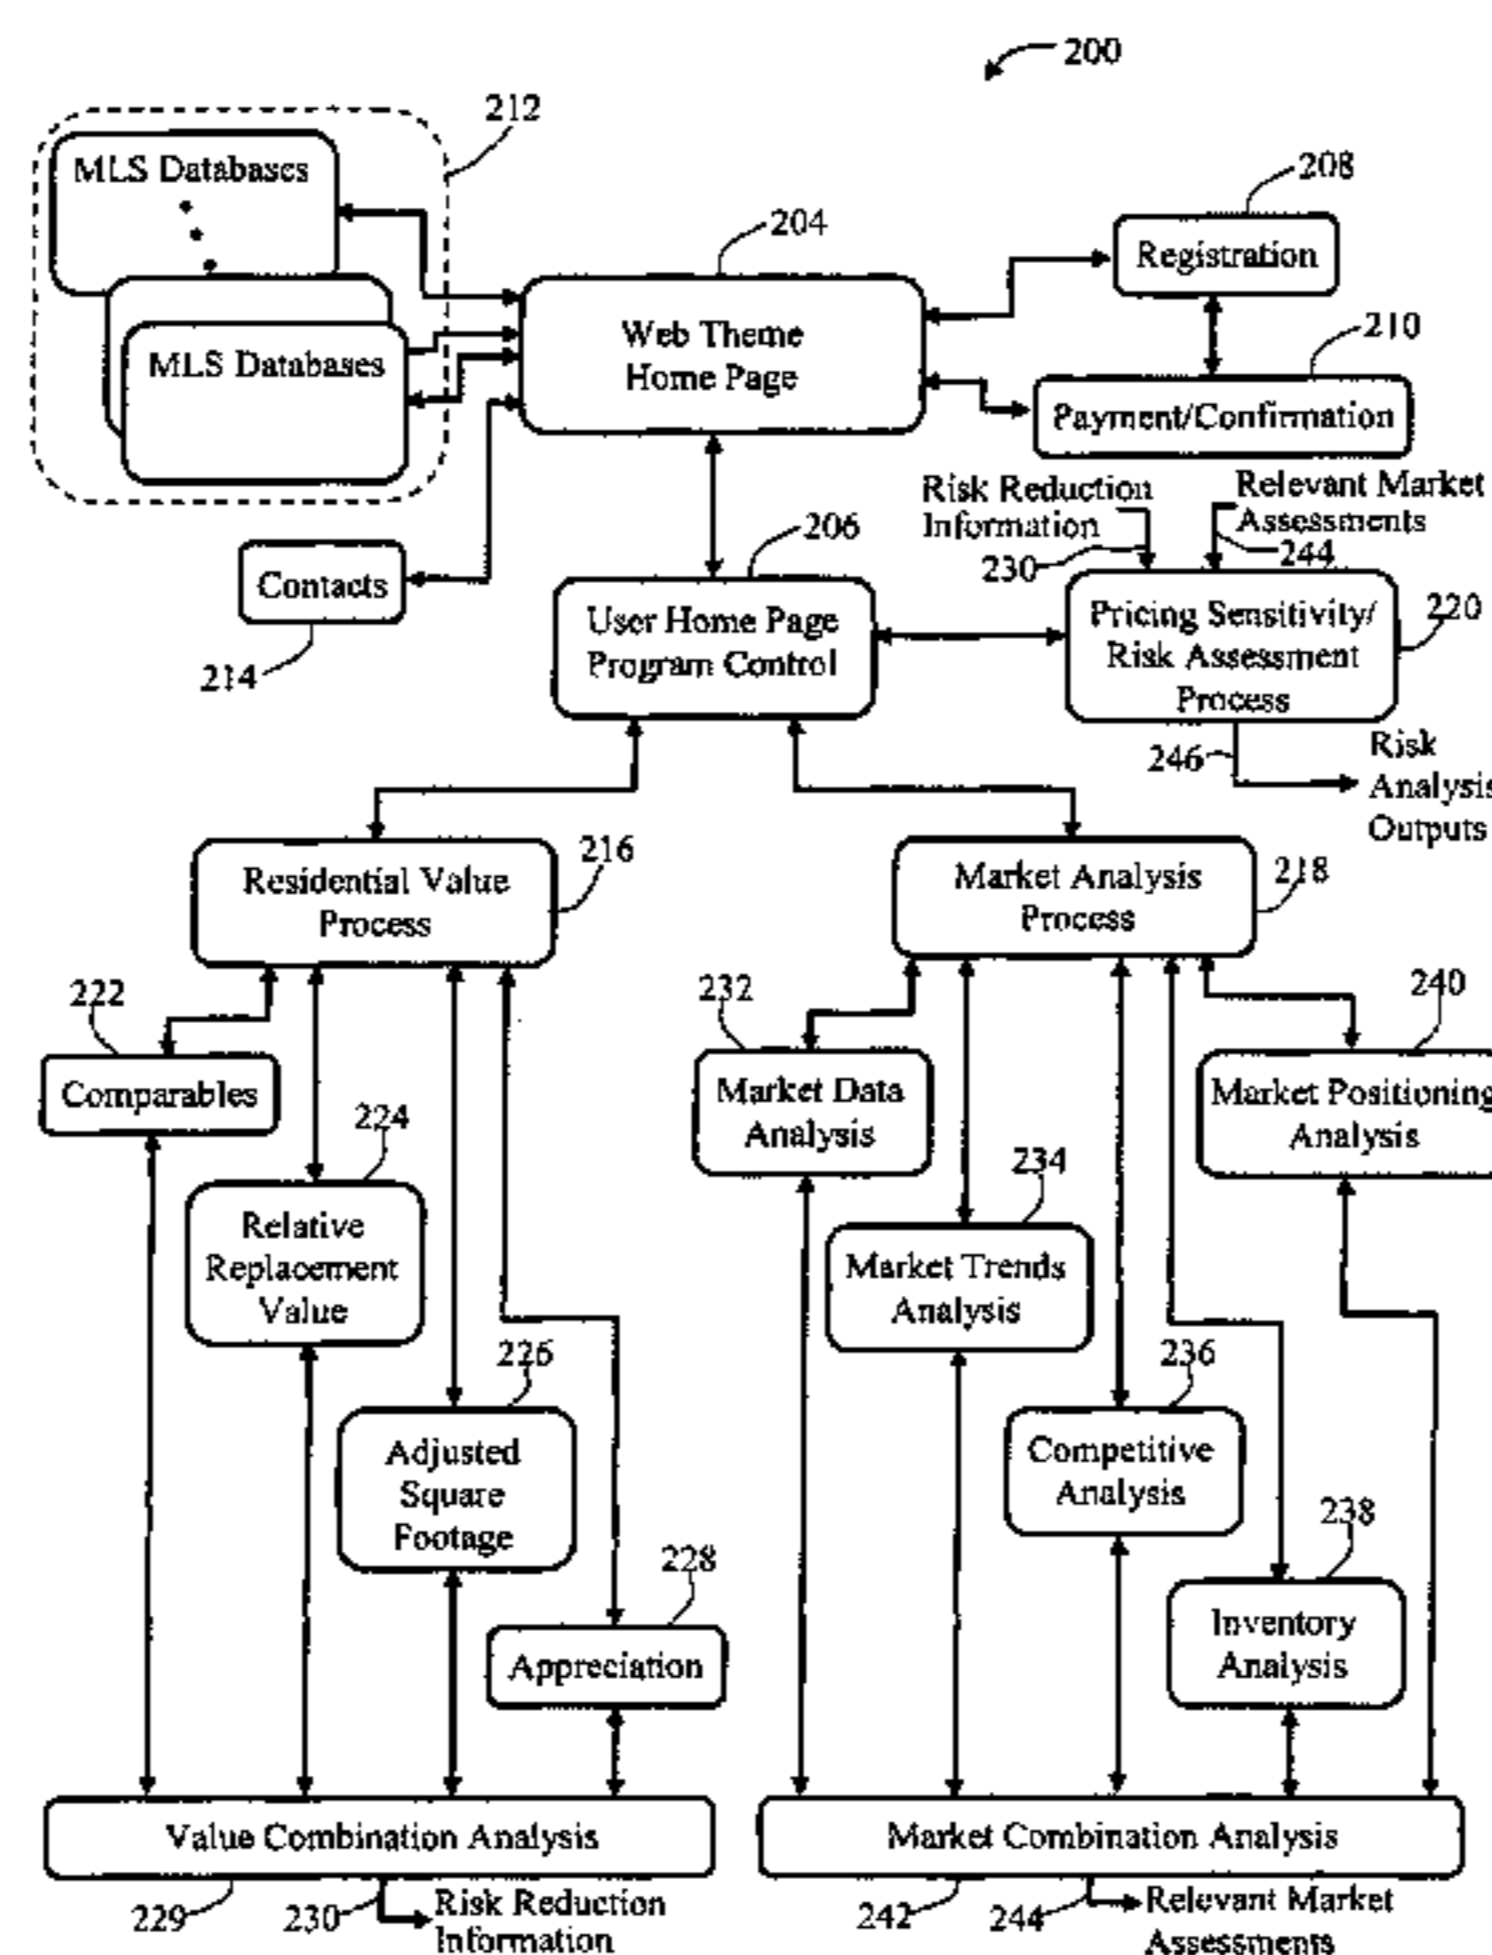 200
212
MLS Databases
208
204
Registration
Web Theme
Home Page
210
MLS Databases
Payment/Confirmation
Risk Reduction
Information
230
Relevant Market
Assessments
244
206
Contacts
214
User Home Page
Program Control
Pricing Sensitivity/
Risk Assessment
Process
220
246
Risk
Analysis
Outputs
216
Residential Value
Process
Market Analysis
Process
218
222
232
240
Comparables
Market Data
Analysis
Market Positioning
Analysis
224
234
Relative
Replacement
Value
Market Trends
Analysis
226
236
Adjusted
Square
Footage
Competitive
Analysis
228
238
Appreciation
Inventory
Analysis
Value Combination Analysis
Market Combination Analysis
229
230
Risk Reduction
Information
242
244
Relevant Market
Assessments